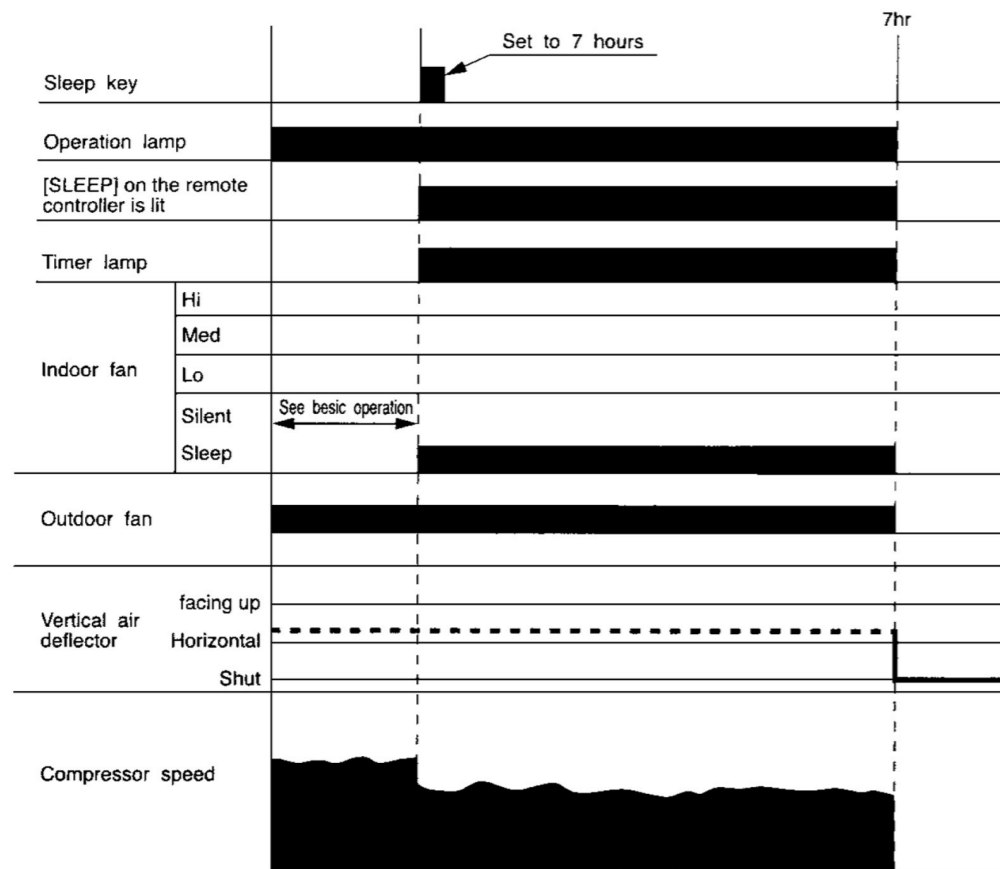 7hr
Set to 7 hours
Sleep key
Operation lamp
[SLEEP] on the remote
controller is lit
Timer lamp
Hi
Med
Indoor fan
Lo
See besic operation
Silent
Sleep
Outdoor fan
facing up
Vertical air
deflector
Horizontal
Shut
Compressor speed